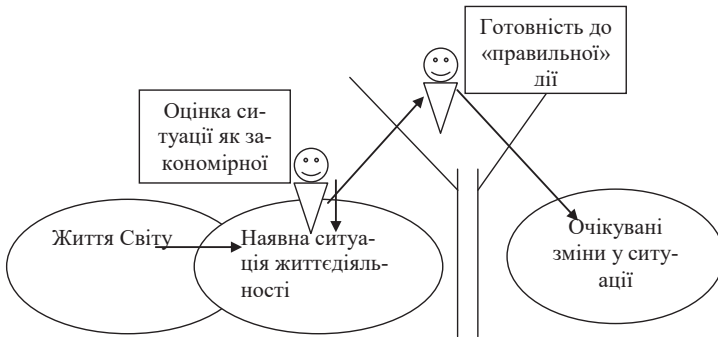 Готовність до
«правильної»
дії
Оцінка си-
туації як за-
кономірної
Життя Світу
Наявна ситуа-
ція життєдіяль-
ності
Очікувані
зміни у ситу-
ації